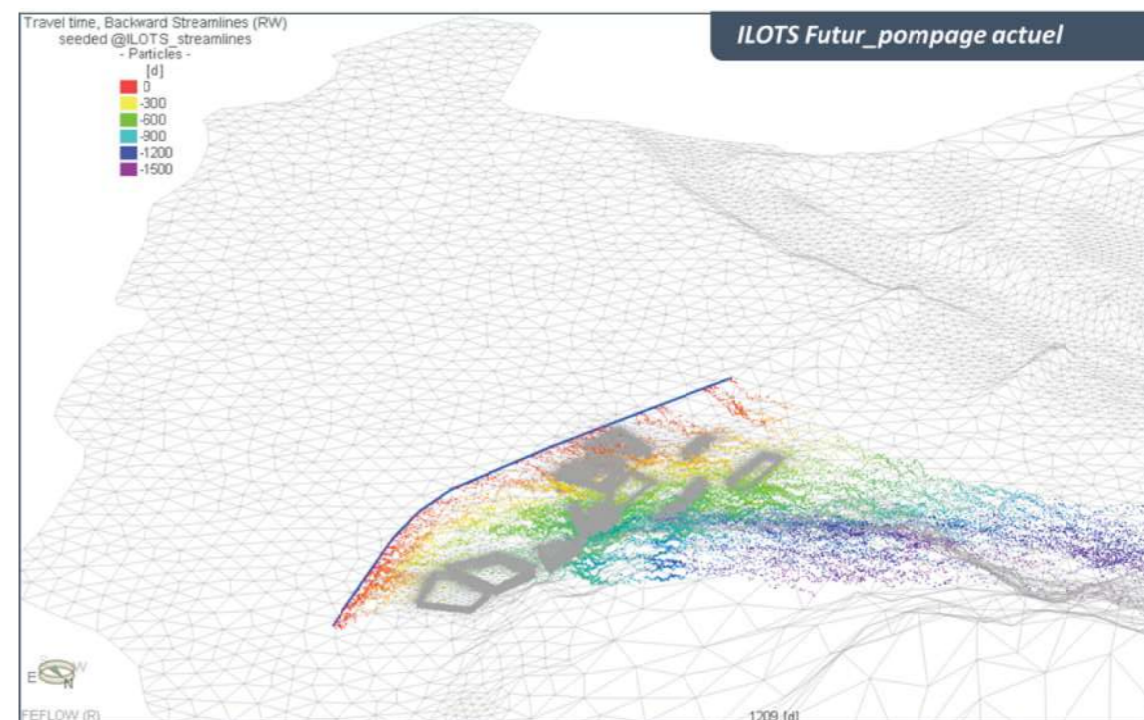 Travel time, Backward Streamlines (RW)
seeded @ILOTS_streamlines
- Particles -
[d]
0
-300
-600
-900
-1200
-1500
ILOTS Futur_pompage actuel
E
N
FEFLOW (R)
1209 [d]